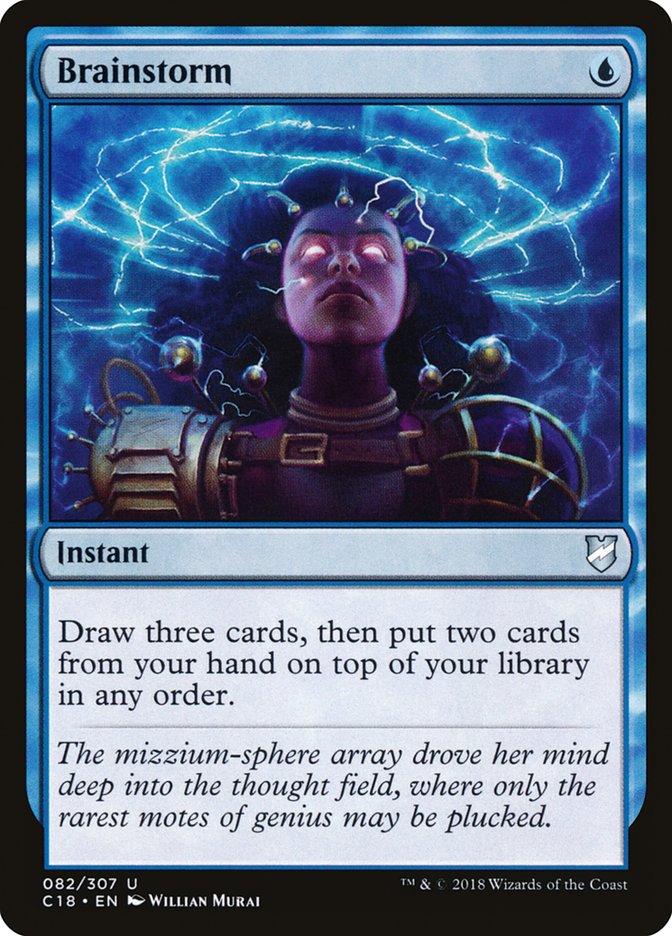 Brainstorm
Instant
Draw three cards, then put two cards
from your hand on top of your library
in any order.
The mizzium-sphere array drove her mind
deep into the thought field, where only the
rarest motes of genius may be plucked.
082/307 U
C18 • EN Willian Murai
™ & © 2018 Wizards of the Coast